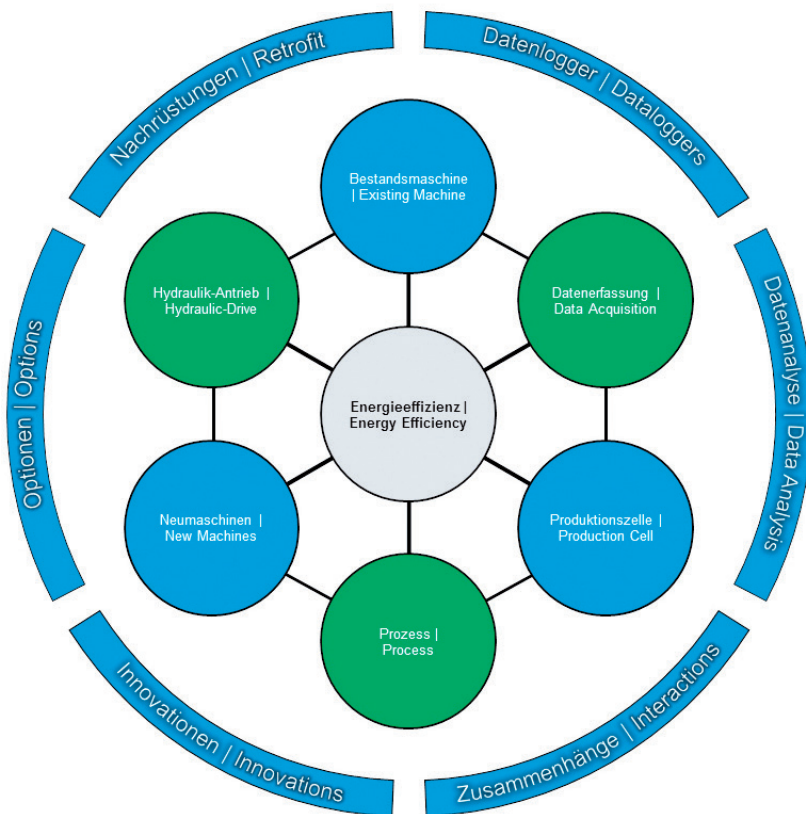 Nachrüstungen | Retrofit
Datenlogger | Dataloggers
Bestandsmaschine
| Existing Machine
Hydraulik-Antrieb |
Hydraulic-Drive
Datenerfassung |
Data Acquisition
Optionen | Options
Energieeffizienz |
Energy Efficiency
Datenanalyse | Data Analysis
Neumaschinen |
New Machines
Produktionszelle |
Production Cell
Prozess |
Process
Innovationen | Innovations
Zusammenhänge | Interactions